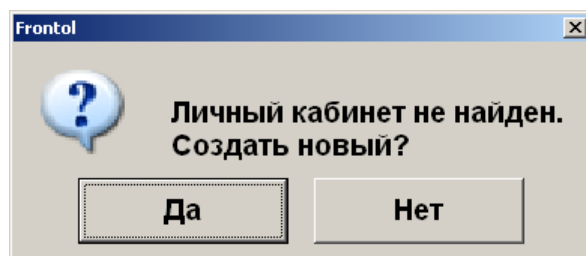 Frontol
Личный кабинет не найден.
Создать новый?
Да
Нет